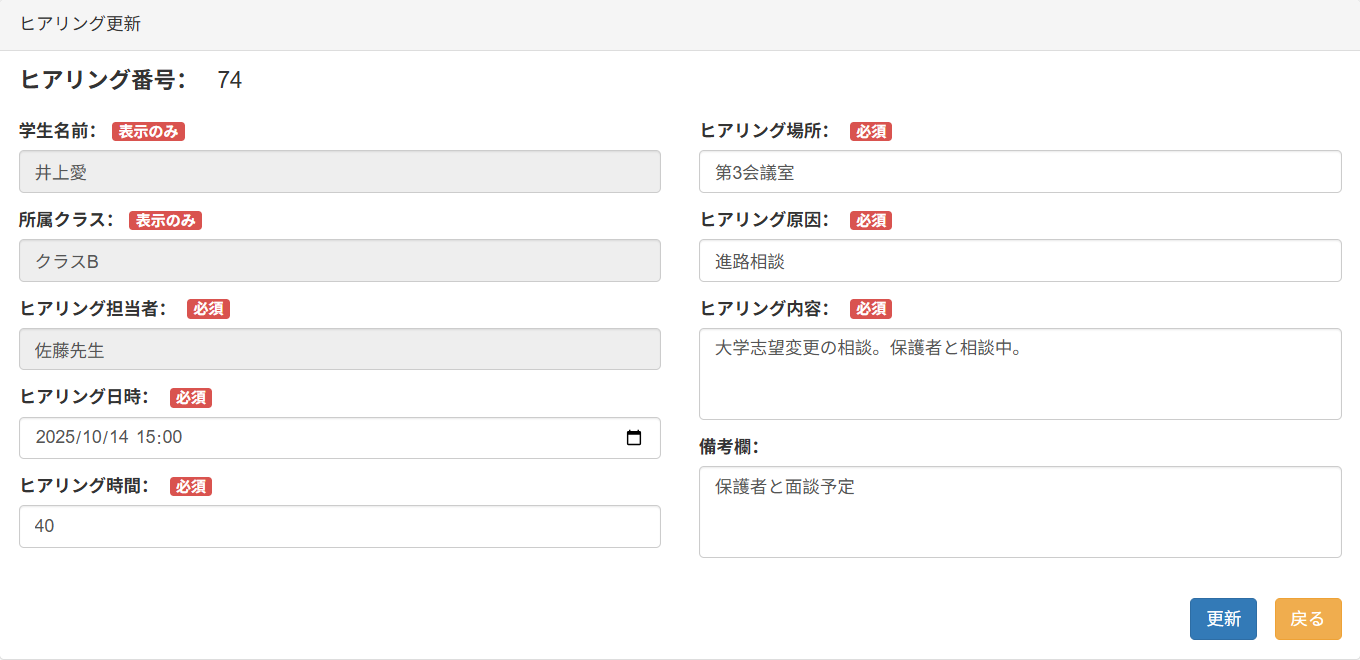 ヒアリング更新
ヒアリング番号： 74
学生名前： 表示のみ
井上愛
所属クラス： 表示のみ
クラスB
ヒアリング担当者： 必須
佐藤先生
ヒアリング日時： 必須
2025/10/14 15:00
ヒアリング時間： 必須
40
ヒアリング場所： 必須
第3会議室
ヒアリング原因： 必須
進路相談
ヒアリング内容： 必須
大学志望変更の相談。保護者と相談中。
備考欄：
保護者と面談予定
更新 戻る